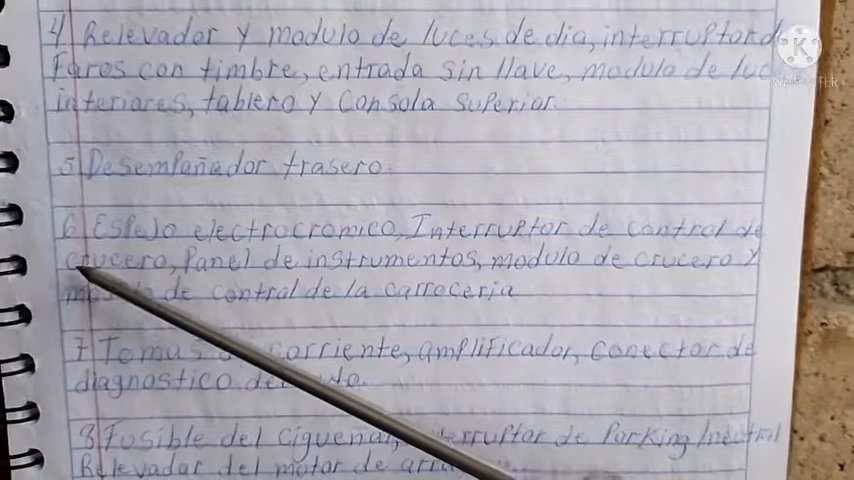 4 Relevador y modulo de luces de dia, interruptor d
Faros con timbre, entrada sin llave, modulo de luc
interiores, tablero y consola superior.
5 Desempañador trasero.
6 Espejo electrocromico, Interruptor de control de
crucero, Panel de instrumentos, modulo de crucero y
de control de la carroceria
7 Tomas corriente, amplificador, conector de
diagnostico
8 Fusible del cigueñal, interruptor de Parking/neutral
Relevador del motor de